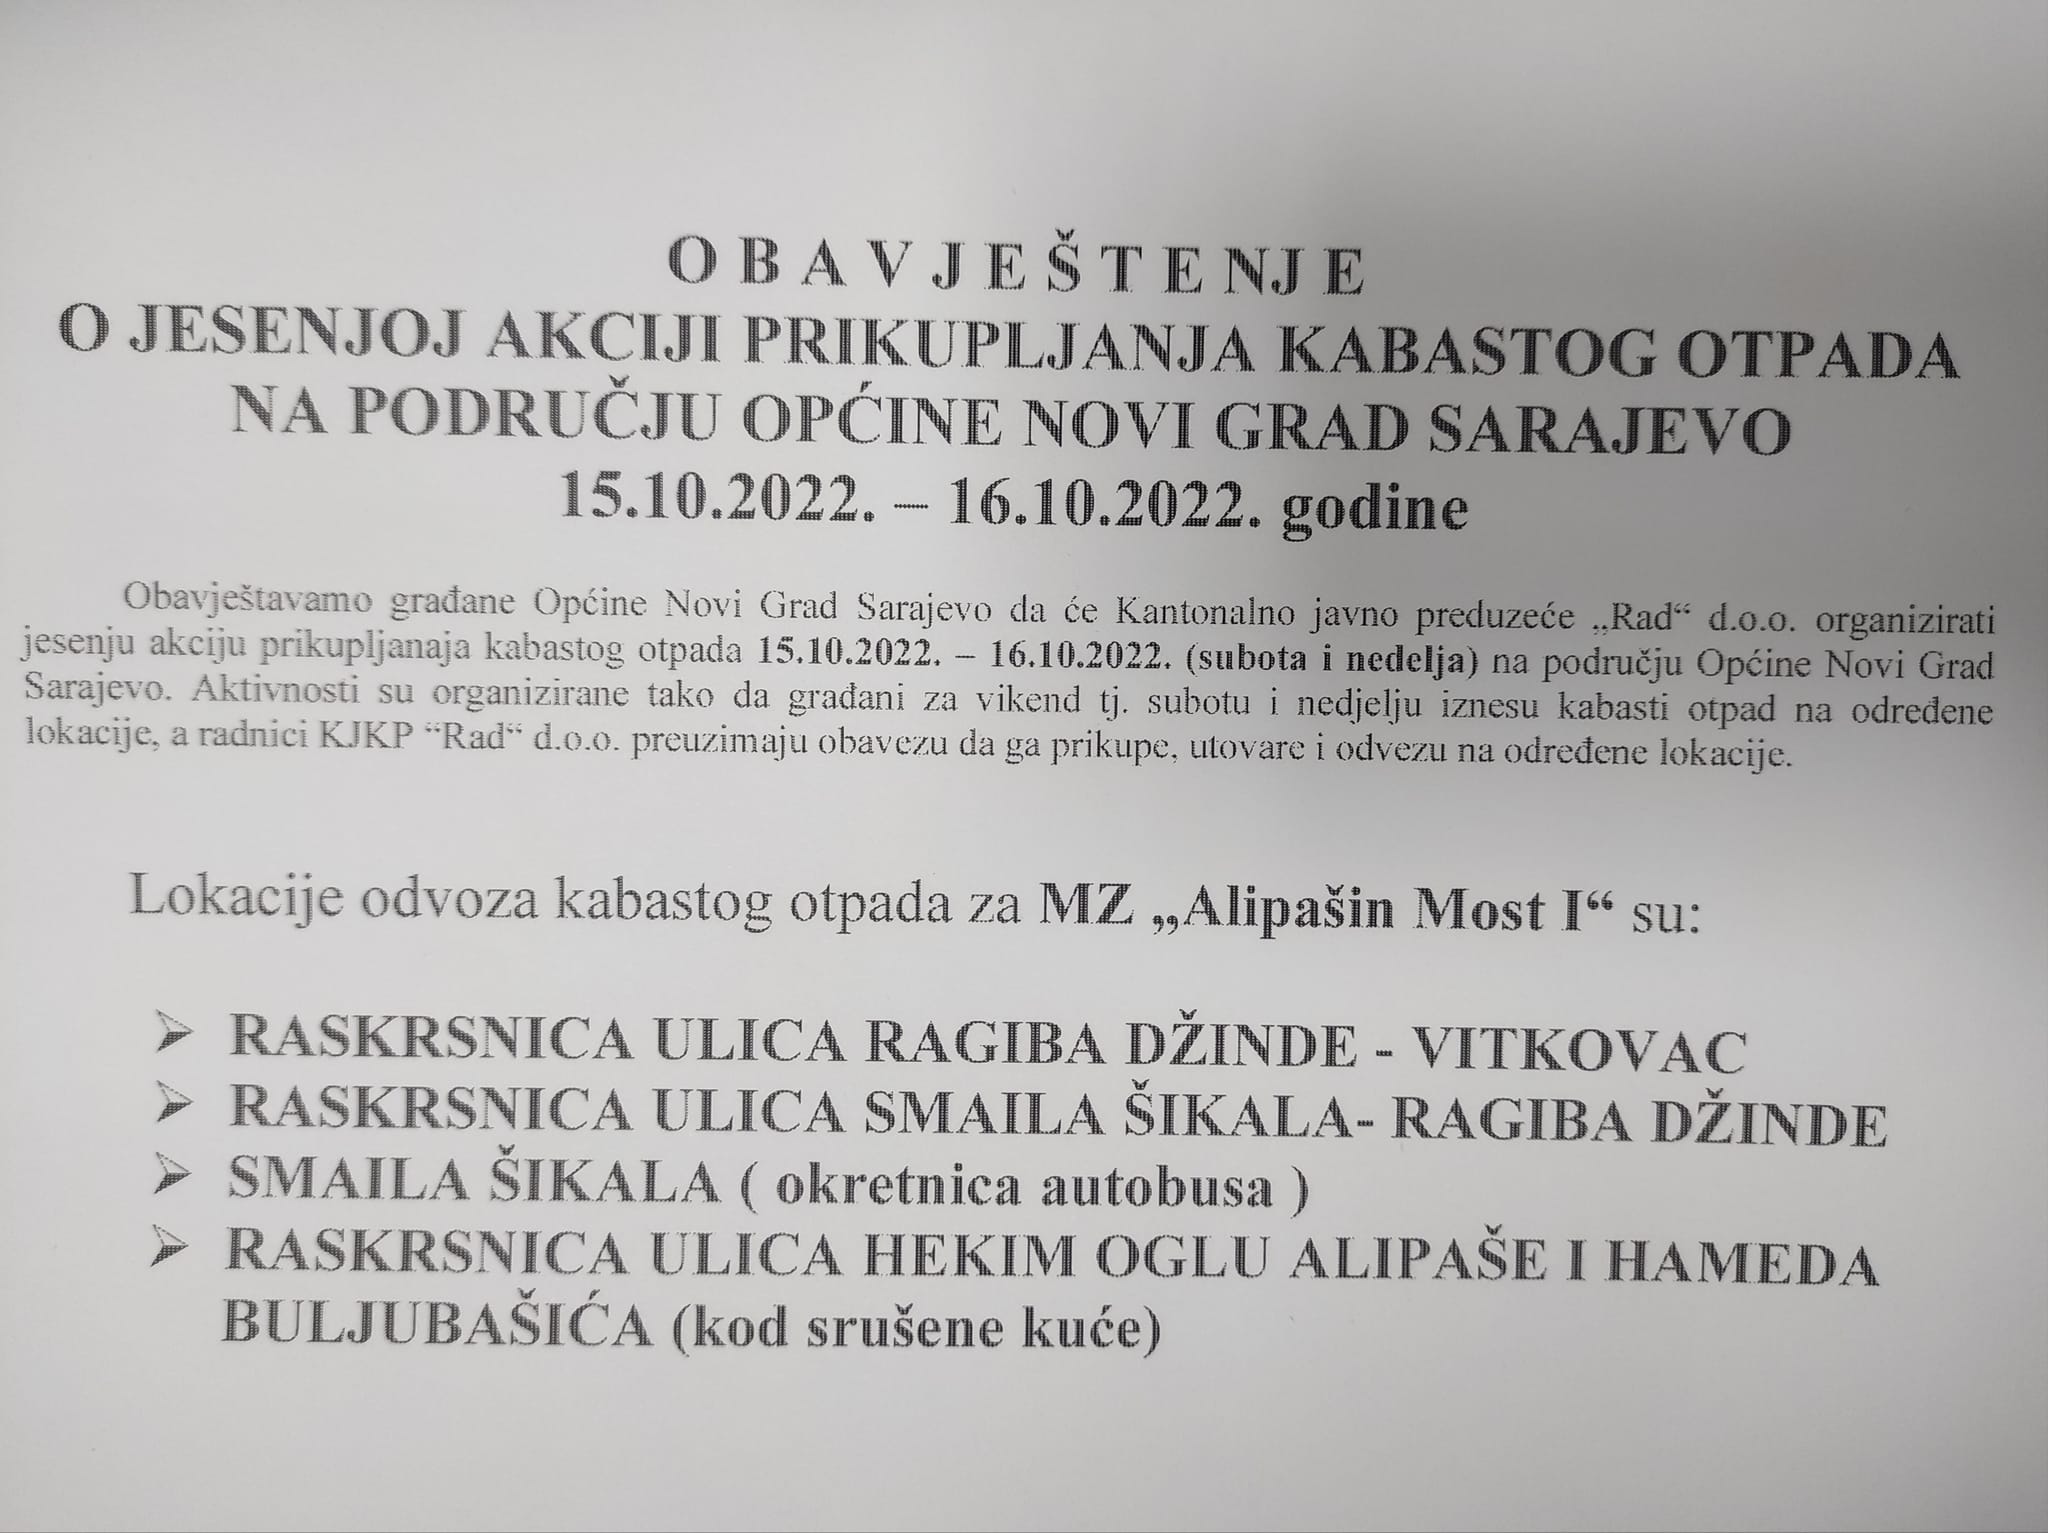 O B A V J E Š T E NJ E
O JESENJOJ AKCIJI PRIKUPLJANJA KABASTOG OTPADA
NA PODRUČJU OPĆINE NOVI GRAD SARAJEVO
15.10.2022. – 16.10.2022. godine
Obavještavamo građane Općine Novi Grad Sarajevo da će Kantonalno javno preduzeće „Rad“ d.o.o. organizirati
jesenju akciju prikupljanaja kabastog otpada 15.10.2022. – 16.10.2022. (subota i nedelja) na području Općine Novi Grad
Sarajevo. Aktivnosti su organizirane tako da građani za vikend tj. subotu i nedjelju iznesu kabasti otpad na određene
lokacije, a radnici KJKP “Rad“ d.o.o. preuzimaju obavezu da ga prikupe, utovare i odvezu na određene lokacije.
Lokacije odvoza kabastog otpada za MZ „Alipašin Most I“ su:
➢ RASKRSNICA ULICA RAGIBA DŽINDE - VITKOVAC
➢ RASKRSNICA ULICA SMAILA ŠIKALA- RAGIBA DŽINDE
➢ SMAILA ŠIKALA ( okretnica autobusa )
➢ RASKRSNICA ULICA HEKIM OGLU ALIPAŠE I HAMEDA
BULJUBAŠIĆA (kod srušene kuće)